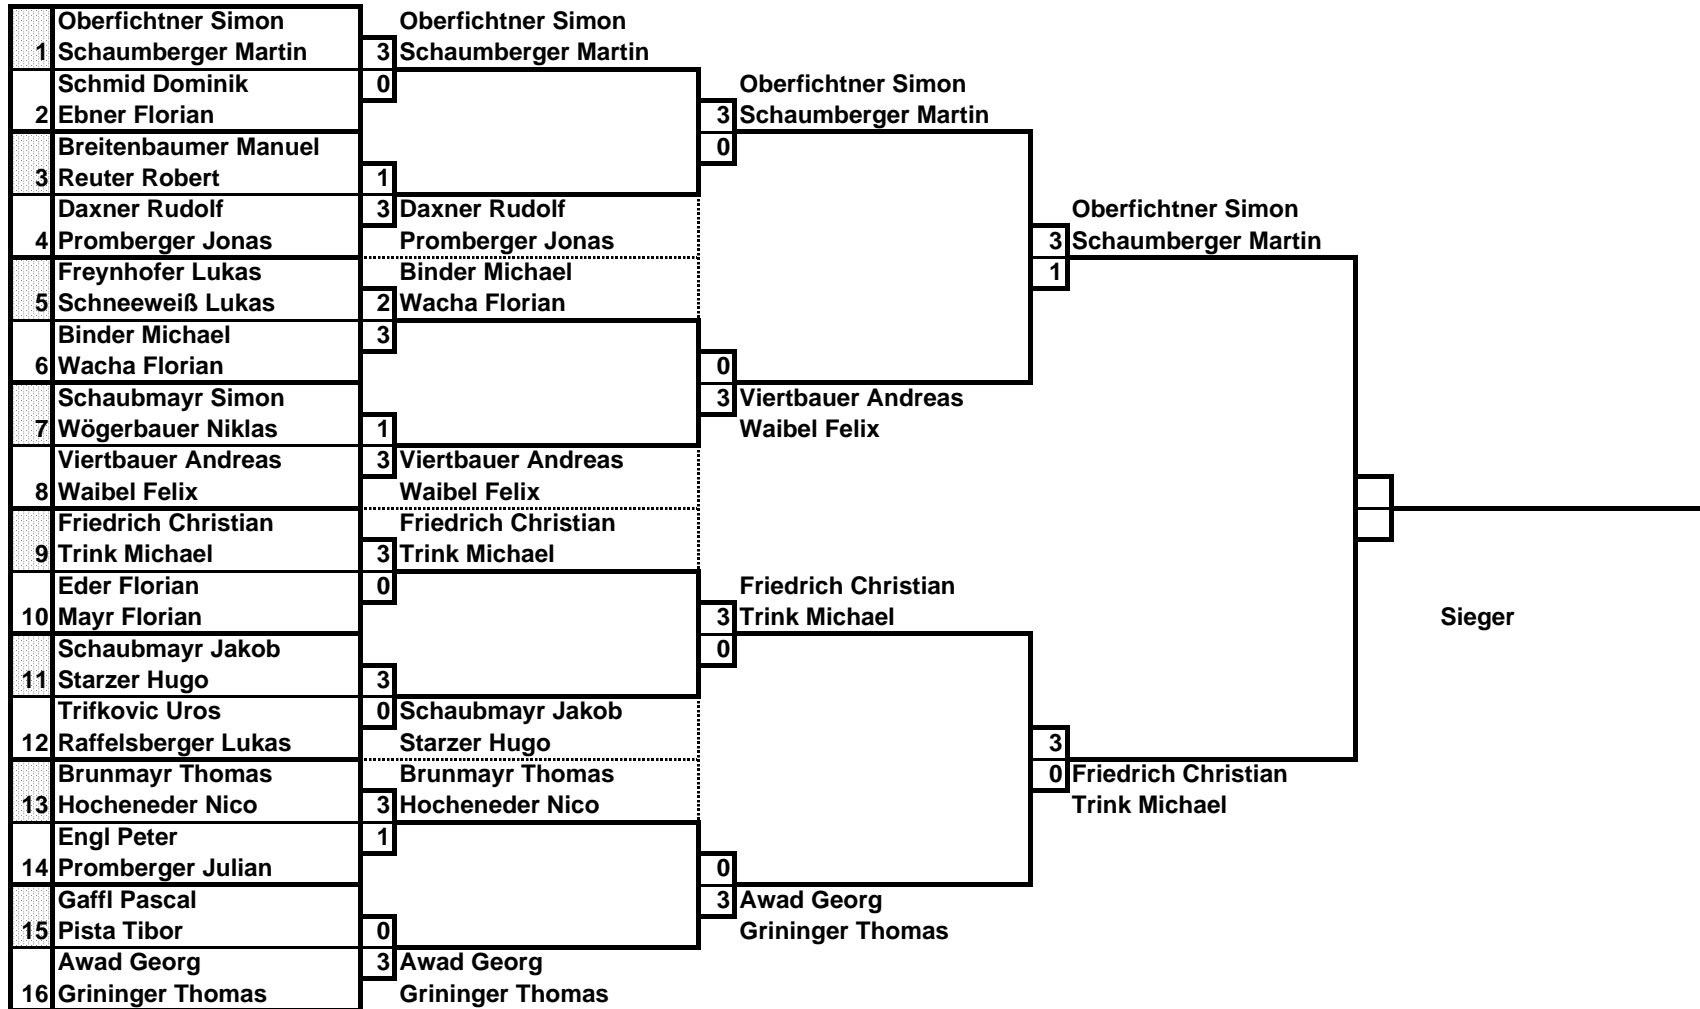 Oberfichtner Simon Oberfichtner Simon
1 Schaumberger Martin 3 Schaumberger Martin
Schmid Dominik 0 Oberfichtner Simon
2 Ebner Florian 3 Schaumberger Martin
Breitenbaumer Manuel 0
3 Reuter Robert 1
Daxner Rudolf 3 Daxner Rudolf Oberfichtner Simon
4 Promberger Jonas Promberger Jonas 3 Schaumberger Martin
Freynhofer Lukas Binder Michael 1
5 Schneeweiß Lukas 2 Wacha Florian
Binder Michael 3
6 Wacha Florian 0
Schaubmayr Simon 3 Viertbauer Andreas
7 Wögerbauer Niklas 1 Waibel Felix
Viertbauer Andreas 3 Viertbauer Andreas
8 Waibel Felix Waibel Felix
Friedrich Christian Friedrich Christian
9 Trink Michael 3 Trink Michael
Eder Florian 0 Friedrich Christian
10 Mayr Florian 3 Trink Michael Sieger
Schaubmayr Jakob 0
11 Starzer Hugo 3
Trifkovic Uros 0 Schaubmayr Jakob
12 Raffelsberger Lukas Starzer Hugo 3
Brunmayr Thomas Brunmayr Thomas 0 Friedrich Christian
13 Hocheneder Nico 3 Hocheneder Nico Trink Michael
Engl Peter 1
14 Promberger Julian 0
Gaffl Pascal 3 Awad Georg
15 Pista Tibor 0 Grininger Thomas
Awad Georg 3 Awad Georg
16 Grininger Thomas Grininger Thomas